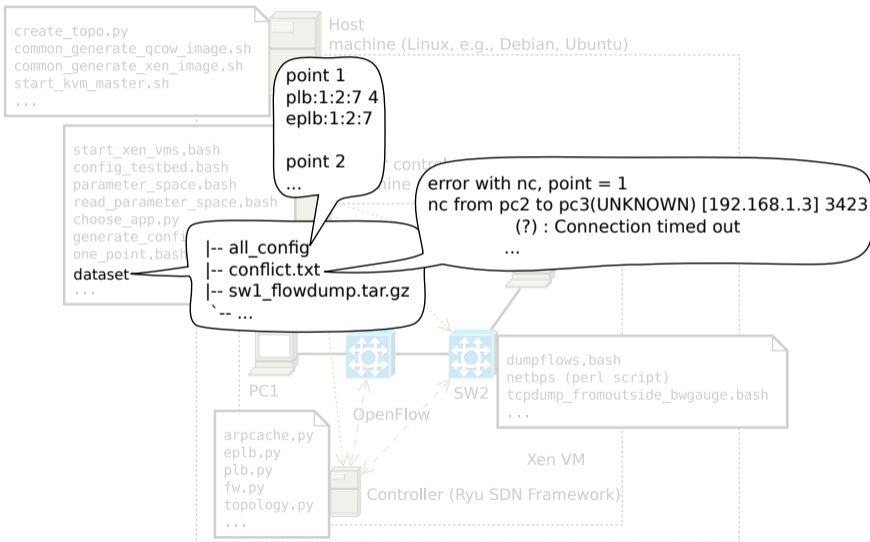 create_topo.py
common_generate_qcow_image.sh
common_generate_xen_image.sh
start_kvm_master.sh
...
Host
machine (Linux, e.g., Debian, Ubuntu)
point 1
plb:1:2:7 4
eplb:1:2:7
point 2
...
start_xen_vms.bash
config_testbed.bash
parameter_space.bash
read_parameter_space.bash
choose_app.py
one_point.bash
dataset
...
error with nc, point = 1
nc from pc2 to pc3(UNKNOWN) [192.168.1.3] 3423
(?) : Connection timed out
...
|-- all_config
|-- conflict.txt
|-- sw1_flowdump.tar.gz
`-- ...
PC1
SW2
OpenFlow
dumpflows.bash
netbps (perl script)
tcpdump_fromoutside_bwgauge.bash
...
arpcache.py
eplb.py
plb.py
fw.py
topology.py
...
Xen VM
Controller (Ryu SDN Framework)